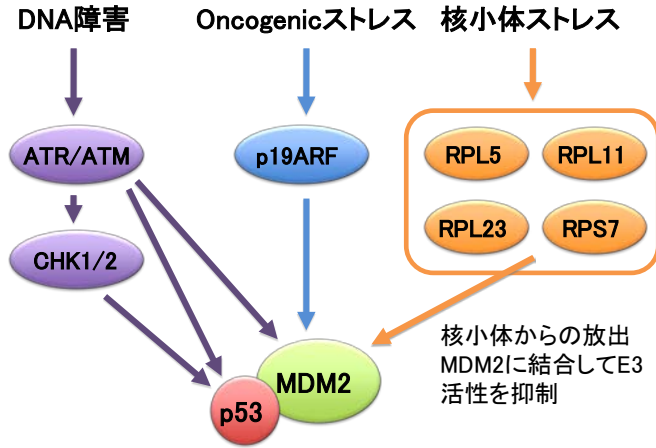 DNA障害
Oncogenicストレス
核小体ストレス
ATR/ATM
p19ARF
RPL5
RPL11
RPL23
RPS7
CHK1/2
核小体からの放出
MDM2に結合してE3
活性を抑制
MDM2
p53